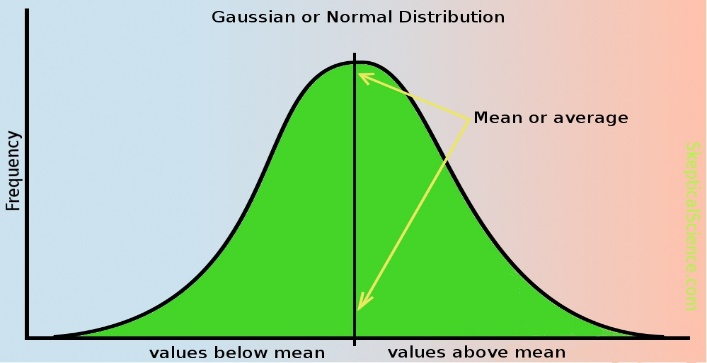 Gaussian or Normal Distribution
Frequency
Mean or average
SkepticalScience.com
values below mean
values above mean